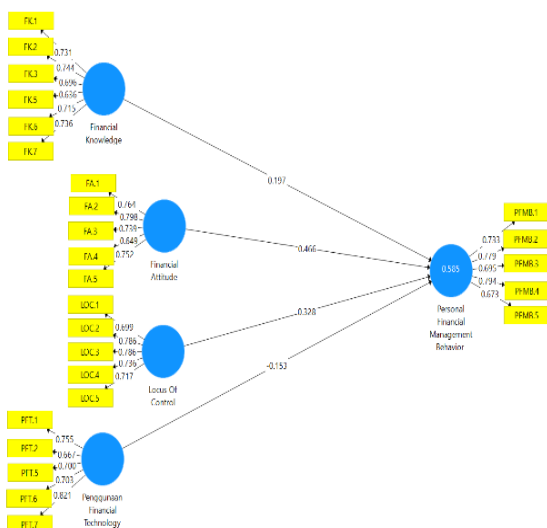 FK.1
FK.2
FK.3
FK.5
FK.6
FK.7
0.731
0.744
0.696
0.636
0.715
0.736
Financial
Knowledge
0.197
FA.1
FA.2
FA.3
FA.4
FA.5
0.764
0.798
0.739
0.649
0.752
Financial
Attitude
0.466
LOC.1
LOC.2
LOC.3
LOC.4
LOC.5
0.699
0.786
0.786
0.736
0.717
Locus Of
Control
0.328
PFT.1
PFT.2
PFT.5
PFT.6
PFT.7
0.755
0.667
0.700
0.703
0.821
Penggunaan
Financial
Technology
-0.153
0.585
Personal
Financial
Management
Behavior
0.733
0.779
0.695
0.794
0.673
PFMB.1
PFMB.2
PFMB.3
PFMB.4
PFMB.5